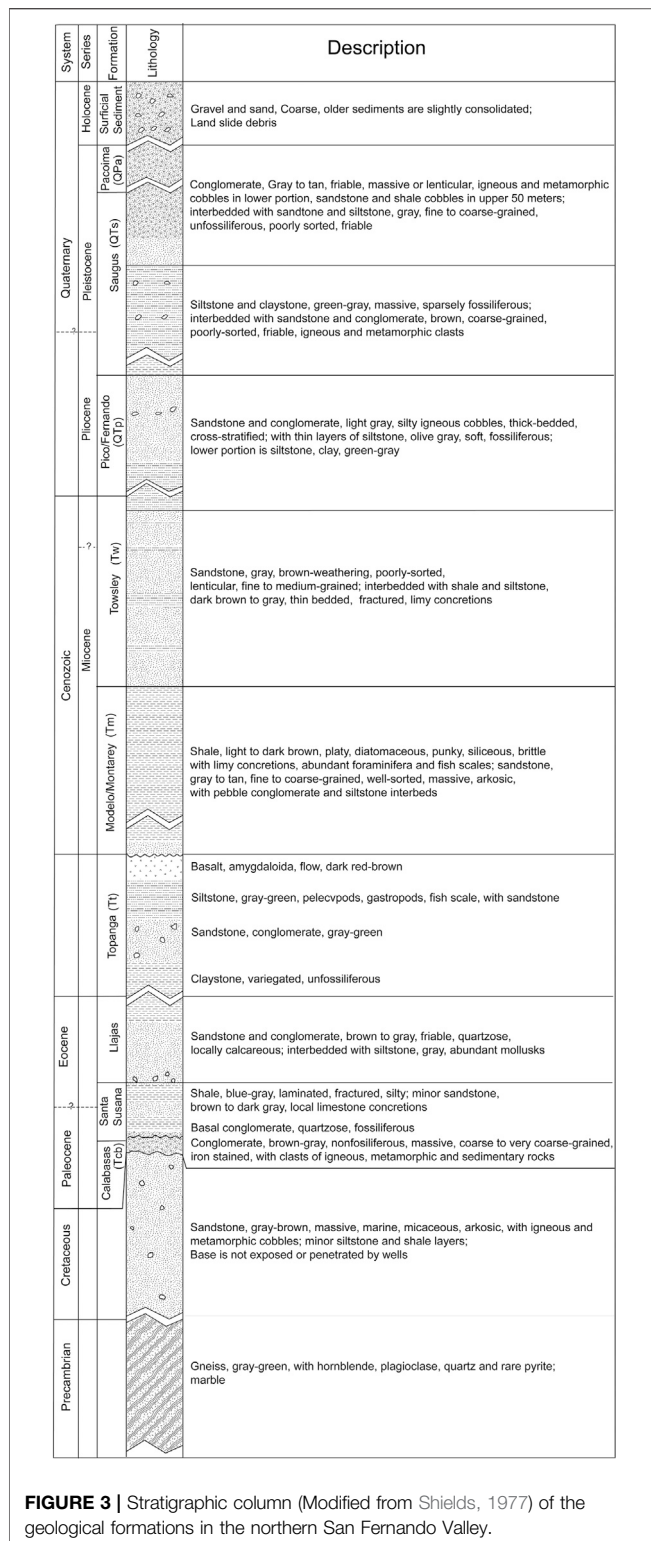 System
Series
Formation
Lithology
Description
Quaternary
Holocene
Surficial
Sediment
Gravel and sand, Coarse, older sediments are slightly consolidated;
Land slide debris
Pleistocene
Pacoima
(QPa)
Saugus (QTs)
Conglomerate, Gray to tan, friable, massive or lenticular, igneous and metamorphic
cobbles in lower portion, sandstone and shale cobbles in upper 50 meters;
interbedded with sandtone and siltstone, gray, fine to coarse-grained,
unfossiliferous, poorly sorted, friable
Siltstone and claystone, green-gray, massive, sparsely fossiliferous;
interbedded with sandstone and conglomerate, brown, coarse-grained,
poorly-sorted, friable, igneous and metamorphic clasts
?
Pliocene
Pico/Fernando
(QTp)
Sandstone and conglomerate, light gray, silty igneous cobbles, thick-bedded,
cross-stratified; with thin layers of siltstone, olive gray, soft, fossiliferous;
lower portion is siltstone, clay, green-gray
Cenozoic
?
Miocene
Towsley (Tw)
Sandstone, gray, brown-weathering, poorly-sorted,
lenticular, fine to medium-grained; interbedded with shale and siltstone,
dark brown to gray, thin bedded, fractured, limy concretions
Modelo/Montarey (Tm)
Shale, light to dark brown, platy, diatomaceous, punky, siliceous, brittle
with limy concretions, abundant foraminifera and fish scales; sandstone,
gray to tan, fine to coarse-grained, well-sorted, massive, arkosic,
with pebble conglomerate and siltstone interbeds
Topanga (Tt)
Basalt, amygdaloida, flow, dark red-brown
Siltstone, gray-green, pelecvpods, gastropods, fish scale, with sandstone
Sandstone, conglomerate, gray-green
Claystone, variegated, unfossiliferous
Eocene
Llajas
Sandstone and conglomerate, brown to gray, friable, quartzose,
locally calcareous; interbedded with siltstone, gray, abundant mollusks
?
Santa
Susana
Shale, blue-gray, laminated, fractured, silty; minor sandstone,
brown to dark gray, local limestone concretions
Basal conglomerate, quartzose, fossiliferous
Paleocene
Calabasas
(Tcb)
Conglomerate, brown-gray, nonfosiliferous, massive, coarse to very coarse-grained,
iron stained, with clasts of igneous, metamorphic and sedimentary rocks
Cretaceous
Sandstone, gray-brown, massive, marine, micaceous, arkosic, with igneous and
metamorphic cobbles; minor siltstone and shale layers;
Base is not exposed or penetrated by wells
Precambrian
Gneiss, gray-green, with hornblende, plagioclase, quartz and rare pyrite;
marble
FIGURE 3 | Stratigraphic column (Modified from Shields, 1977) of the
geological formations in the northern San Fernando Valley.